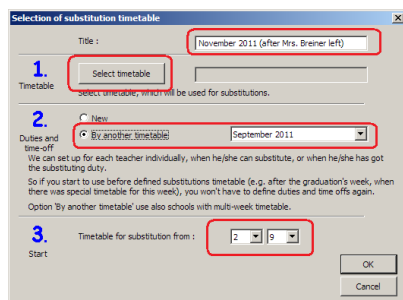 Selection of substitution timetable
Title :
November 2011 (after Mrs. Breiner left)
1.
Timetable
Select timetable
Select timetable, which will be used for substitutions.
2.
Duties and
time-off
New
By another timetable
September 2011
We can set up for each teacher individually, when he/she can substitute, or when he/she has got
the substituting duty.
So if you start to use before defined substitutions timetable (e.g. after the graduation's week, when
there was special timetable for this week), you won't have to define duties and time offs again.
Option 'By another timetable' use also schools with multi-week timetable.
3.
Start
Timetable for substitution from :
2
9
OK
Cancel